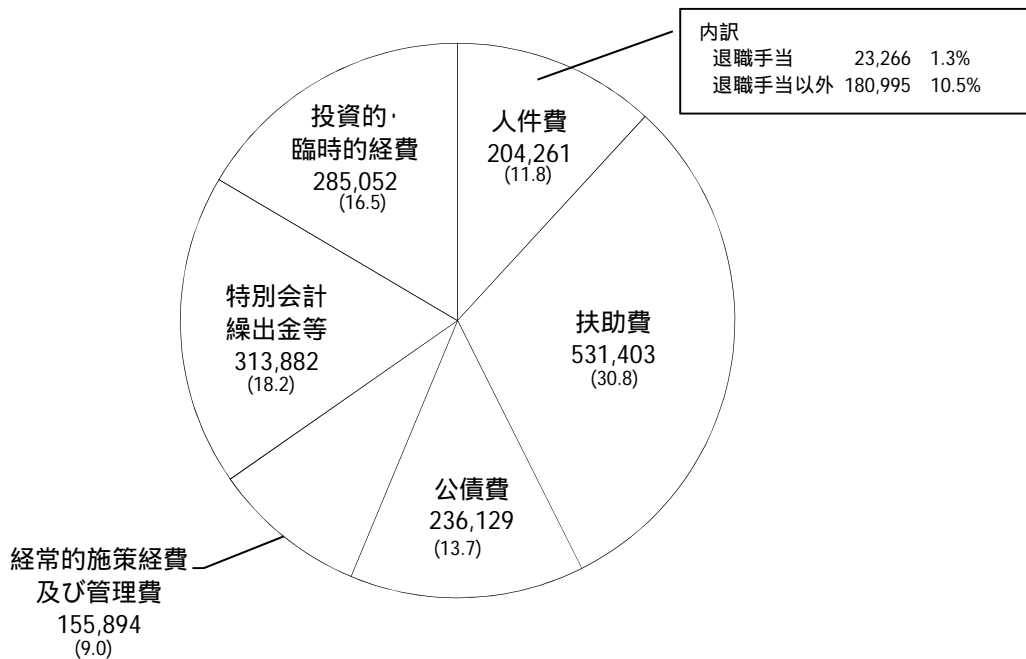 内訳
退職手当 23,266 1.3%
退職手当以外 180,995 10.5%
人件費
204,261
(11.8)
扶助費
531,403
(30.8)
公債費
236,129
(13.7)
経常的施策経費
及び管理費
155,894
(9.0)
特別会計
繰出金等
313,882
(18.2)
投資的・
臨時的経費
285,052
(16.5)